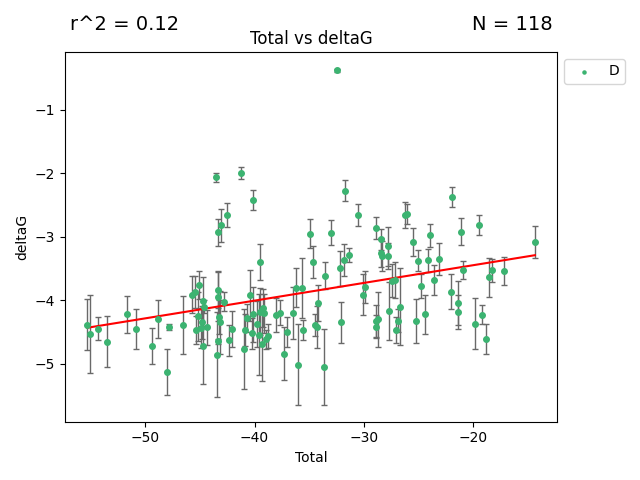 r^2 = 0.12
N = 118
Total vs deltaG
D
deltaG
−1
−2
−3
−4
−5
−50
−40
−30
−20
Total